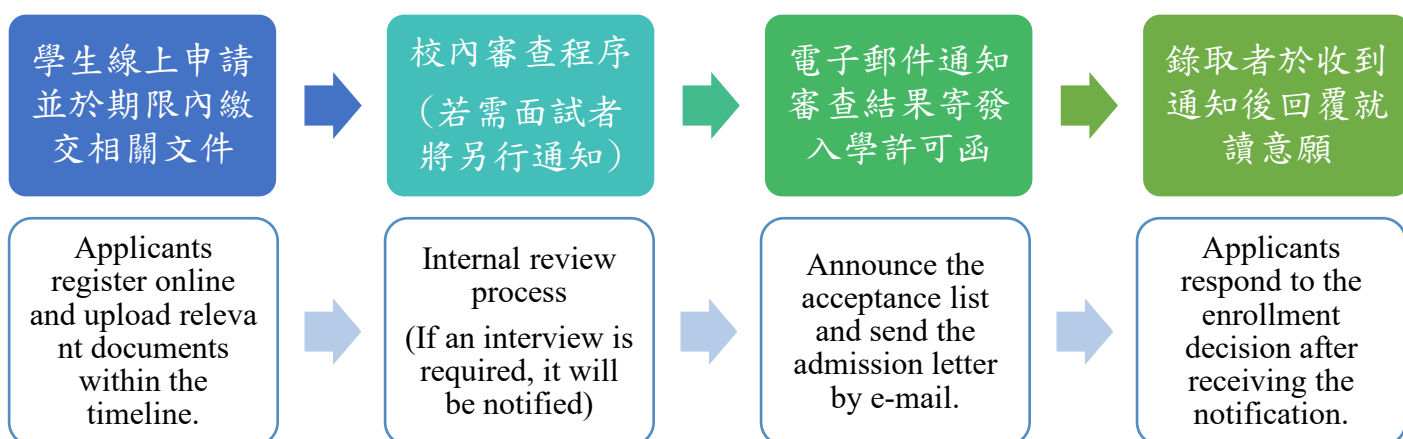 學生線上申請
並於期限內繳
交相關文件
校內審查程序
（若需面試者
將另行通知）
電子郵件通知
審查結果寄發
入學許可函
錄取者於收到
通知後回覆就
讀意願
Applicants
register online
and upload releva
nt documents
within the
timeline.
Internal review
process
(If an interview is
required, it will
be notified)
Announce the
acceptance list
and send the
admission letter
by e-mail.
Applicants
respond to the
enrollment
decision after
receiving the
notification.